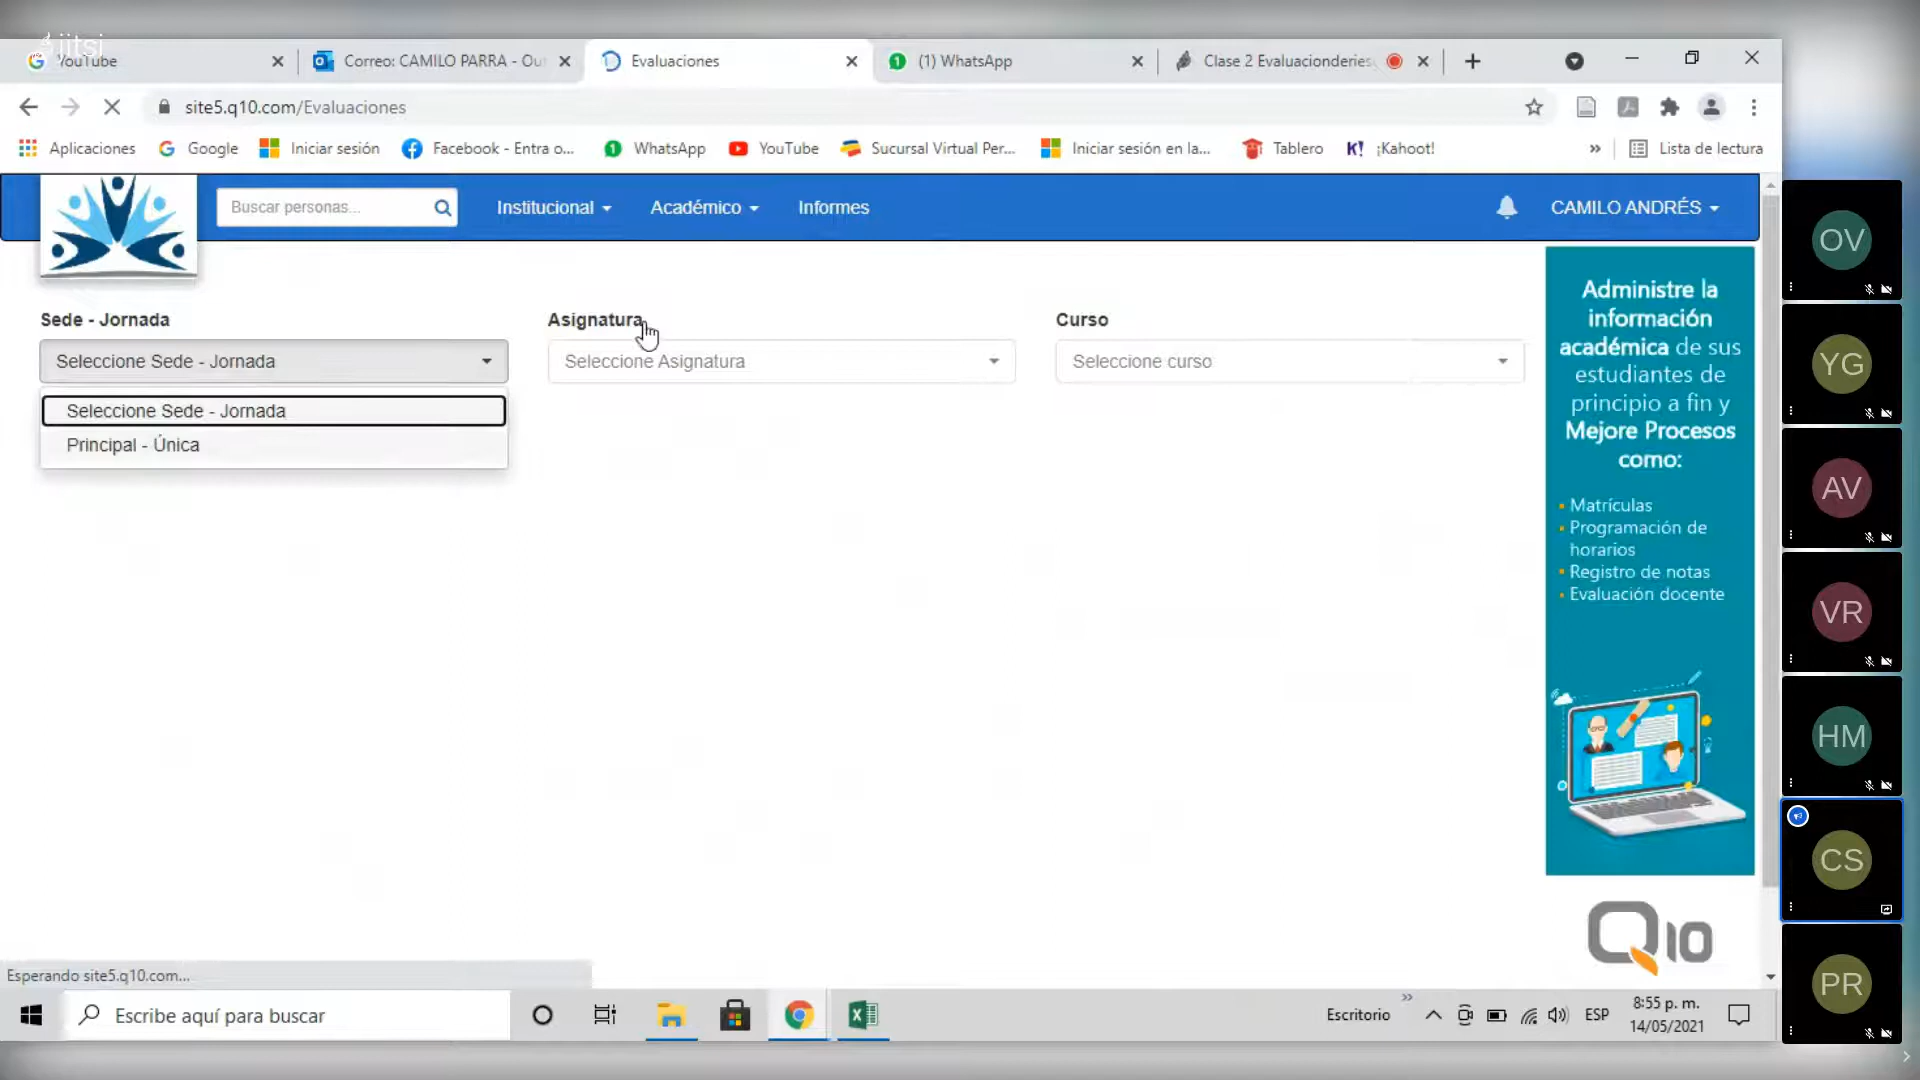 jitsi
YouTube
Correo: CAMILO PARRA - Ou
Evaluaciones
(1) WhatsApp
Clase 2 Evaluacionderies
site5.q10.com/Evaluaciones
Aplicaciones
Google
Iniciar sesión
Facebook - Entra o...
WhatsApp
YouTube
Sucursal Virtual Per...
Iniciar sesión en la...
Tablero
K! ¡Kahoot!
»
Lista de lectura
Buscar personas...
Institucional
Académico
Informes
CAMILO ANDRÉS
Sede - Jornada
Asignatura
Curso
Seleccione Sede - Jornada
Seleccione Asignatura
Seleccione curso
Seleccione Sede - Jornada
Principal - Única
Administre la
información
académica de sus
estudiantes de
principio a fin y
Mejore Procesos
como:
Matrículas
Programación de
horarios
Registro de notas
Evaluación docente
Q10
Esperando site5.q10.com...
Escribe aquí para buscar
Escritorio
»
ESP
8:55 p. m.
14/05/2021
OV
YG
AV
VR
HM
CS
PR